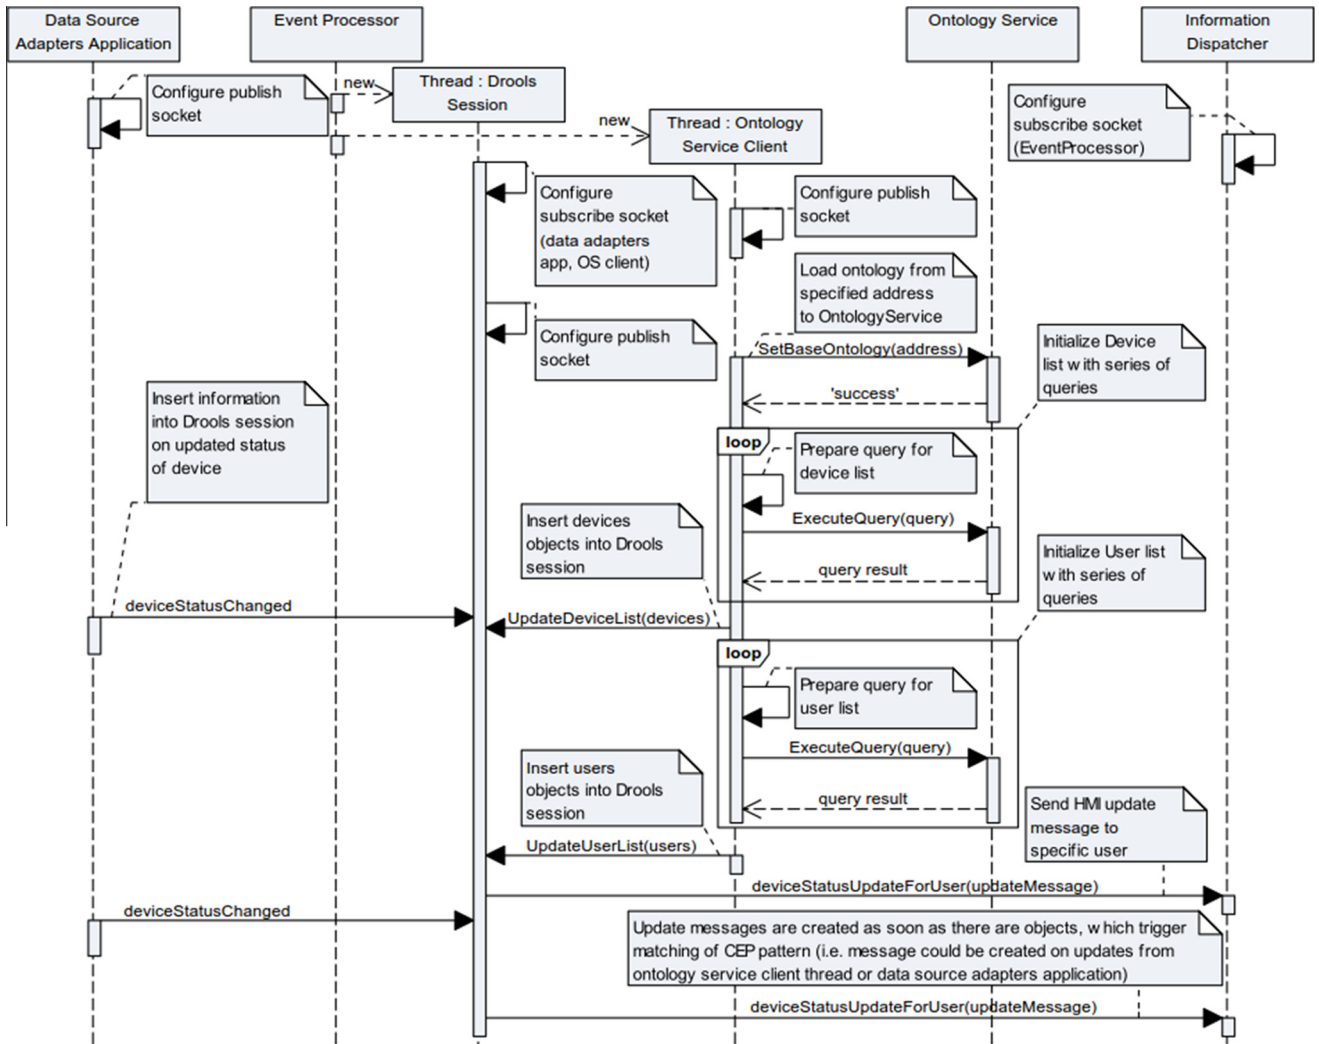 Data Source
Adapters Application
Event Processor
Ontology Service
Information
Dispatcher
Configure publish
socket
new
Thread : Drools
Session
new
Thread : Ontology
Service Client
Configure
subscribe socket
(EventProcessor)
Configure
subscribe socket
(data adapters
app, OS client)
Configure publish
socket
Load ontology from
specified address
to OntologyService
Configure publish
socket
SetBaseOntology(address)
'success'
Initialize Device
list with series of
queries
Insert information
into Drools session
on updated status
of device
loop
Prepare query for
device list
ExecuteQuery(query)
query result
Insert devices
objects into Drools
session
Initialize User list
with series of
queries
deviceStatusChanged
UpdateDeviceList(devices)
loop
Prepare query for
user list
ExecuteQuery(query)
query result
Insert users
objects into Drools
session
Send HMI update
message to
specific user
UpdateUserList(users)
deviceStatusUpdateForUser(updateMessage)
deviceStatusChanged
Update messages are created as soon as there are objects, which trigger
matching of CEP pattern (i.e. message could be created on updates from
ontology service client thread or data source adapters application)
deviceStatusUpdateForUser(updateMessage)